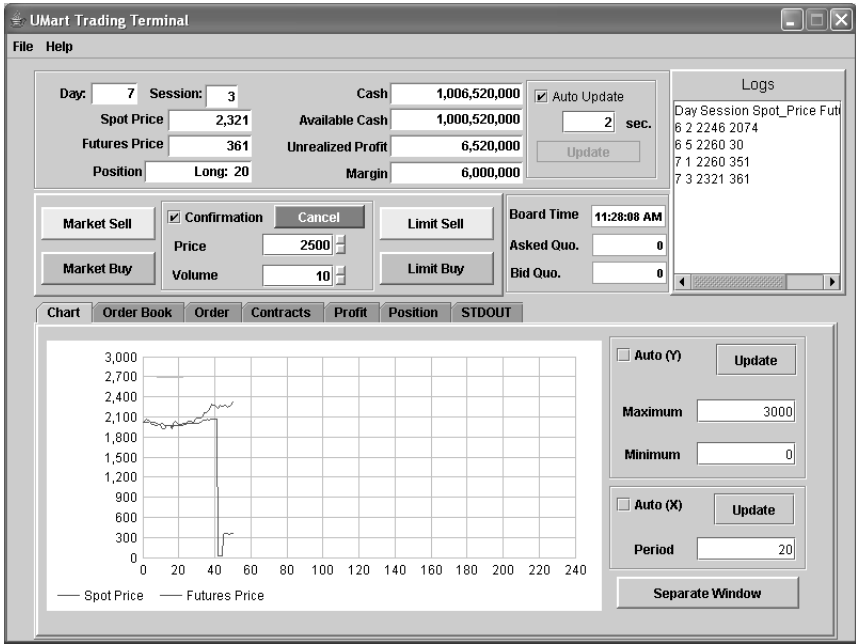 UMart Trading Terminal
File Help
Day: 7 Session: 3
Spot Price 2,321
Futures Price 361
Position Long: 20
Cash 1,006,520,000
Available Cash 1,000,520,000
Unrealized Profit 6,520,000
Margin 6,000,000
Auto Update
2 sec.
Update
Logs
Day Session Spot_Price Futu
6 2 2246 2074
6 5 2260 30
7 1 2260 351
7 3 2321 361
Market Sell
Market Buy
Confirmation Cancel
Price 2500
Volume 10
Limit Sell
Limit Buy
Board Time 11:28:08 AM
Asked Quo. 0
Bid Quo. 0
Chart Order Book Order Contracts Profit Position STDOUT
3,000
2,700
2,400
2,100
1,800
1,500
1,200
900
600
300
0
0 20 40 60 80 100 120 140 160 180 200 220 240
Spot Price Futures Price
Auto (Y) Update
Maximum 3000
Minimum 0
Auto (X) Update
Period 20
Separate Window